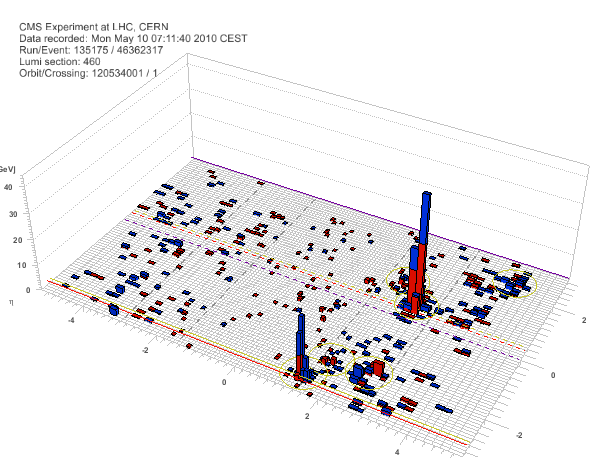 CMS Experiment at LHC, CERN
Data recorded: Mon May 10 07:11:40 2010 CEST
Run/Event: 135175 / 46362317
Lumi section: 460
Orbit/Crossing: 120534001 / 1
GeV]
40
30
20
10
0
η
-4
-2
0
2
4
2
0
-2